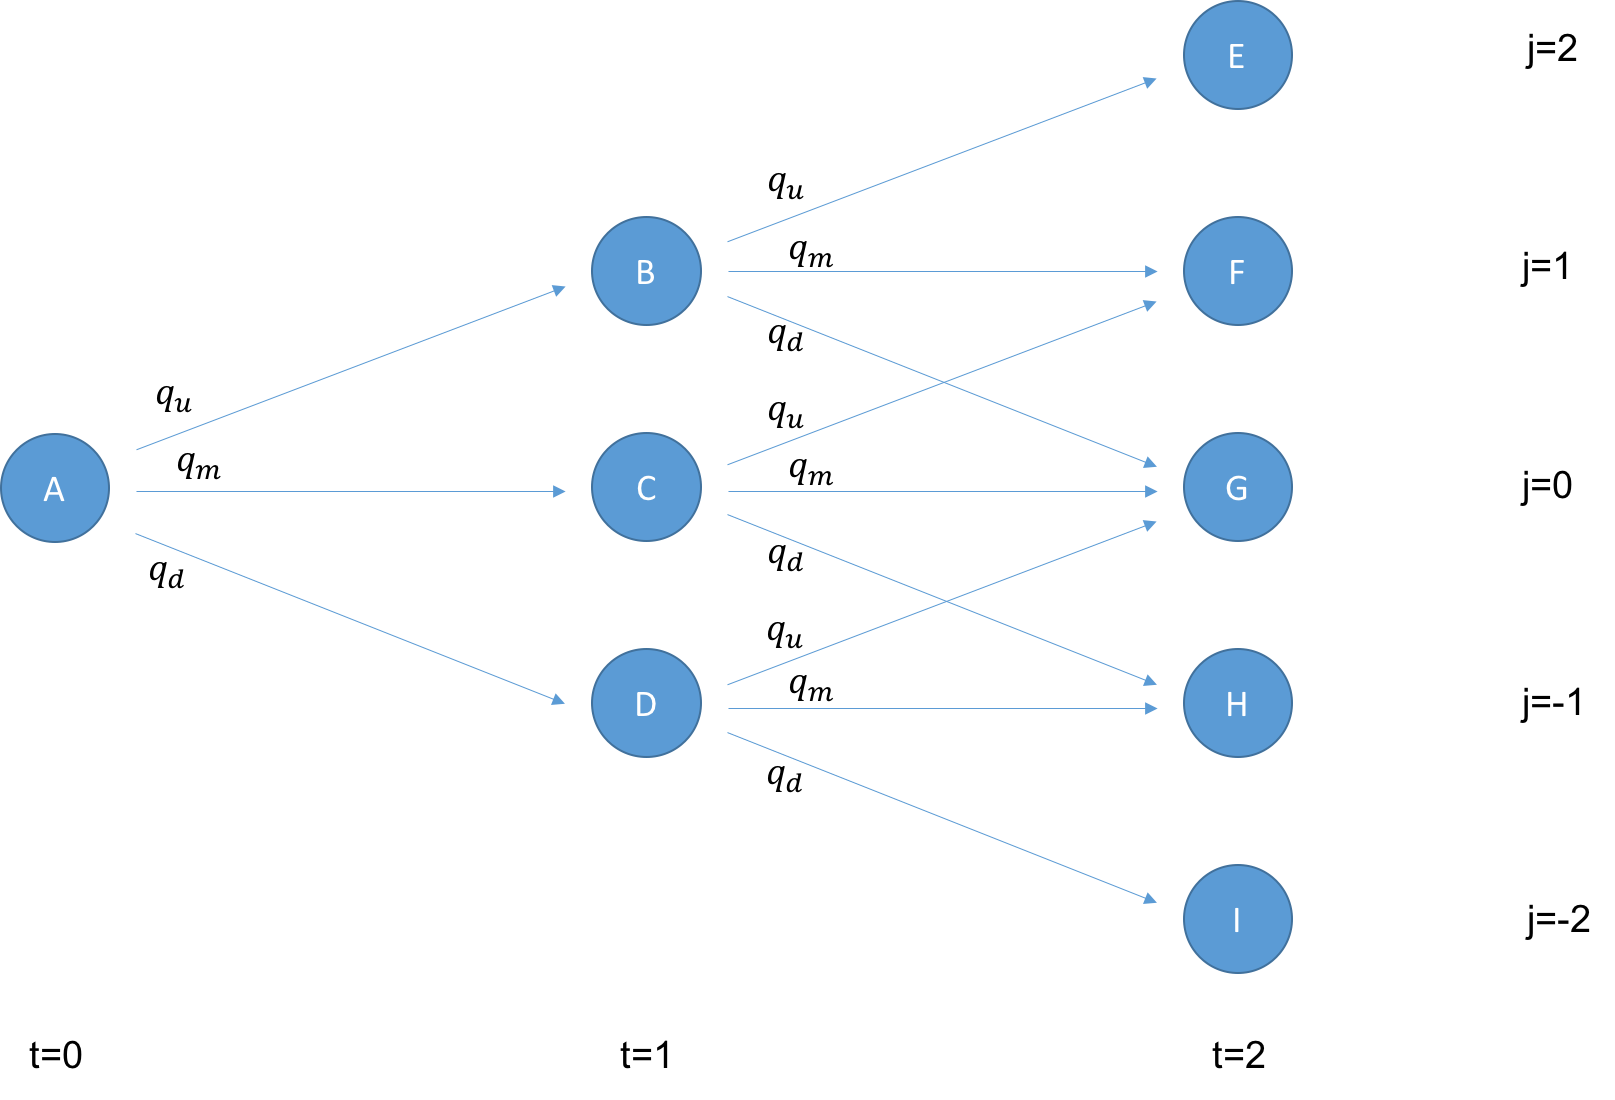 E
j=2
q_u
B
q_m
F
j=1
q_d
q_u
q_u
A
q_m
C
q_m
G
j=0
q_d
q_d
q_u
D
q_m
H
j=-1
q_d
I
j=-2
t=0
t=1
t=2